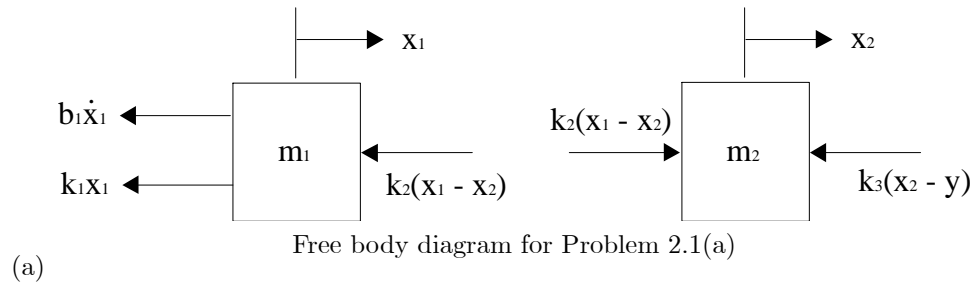 x₁ x₂
b₁ẋ₁ k₂(x₁ - x₂)
m₁ m₂
k₁x₁ k₂(x₁ - x₂) k₃(x₂ - y)
Free body diagram for Problem 2.1(a)
(a)